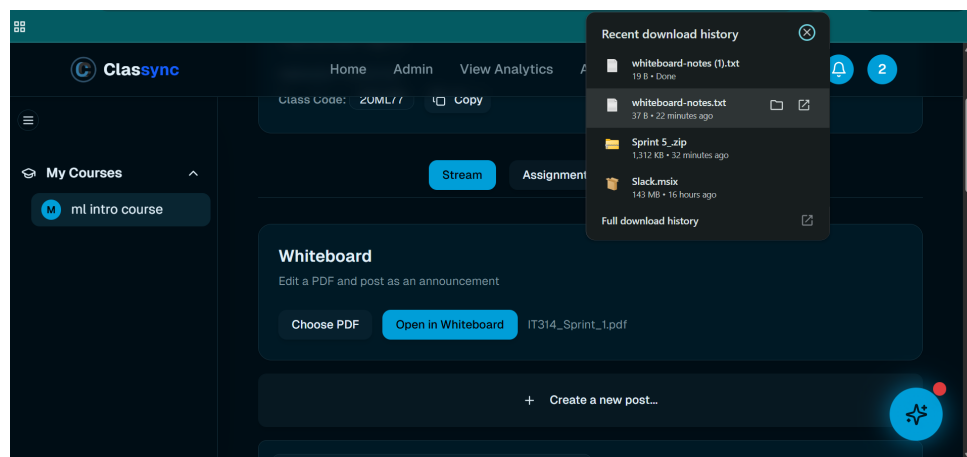 Recent download history
whiteboard-notes (1).txt
19 B • Done
whiteboard-notes.txt
37 B • 22 minutes ago
Sprint 5_.zip
1,312 KB • 32 minutes ago
Slack.msix
143 MB • 16 hours ago
Full download history
C Classync
Home Admin View Analytics A
2
Class Code: 20ML77 Copy
My Courses
M ml intro course
Stream Assignment
Whiteboard
Edit a PDF and post as an announcement
Choose PDF Open in Whiteboard IT314_Sprint_1.pdf
+ Create a new post...